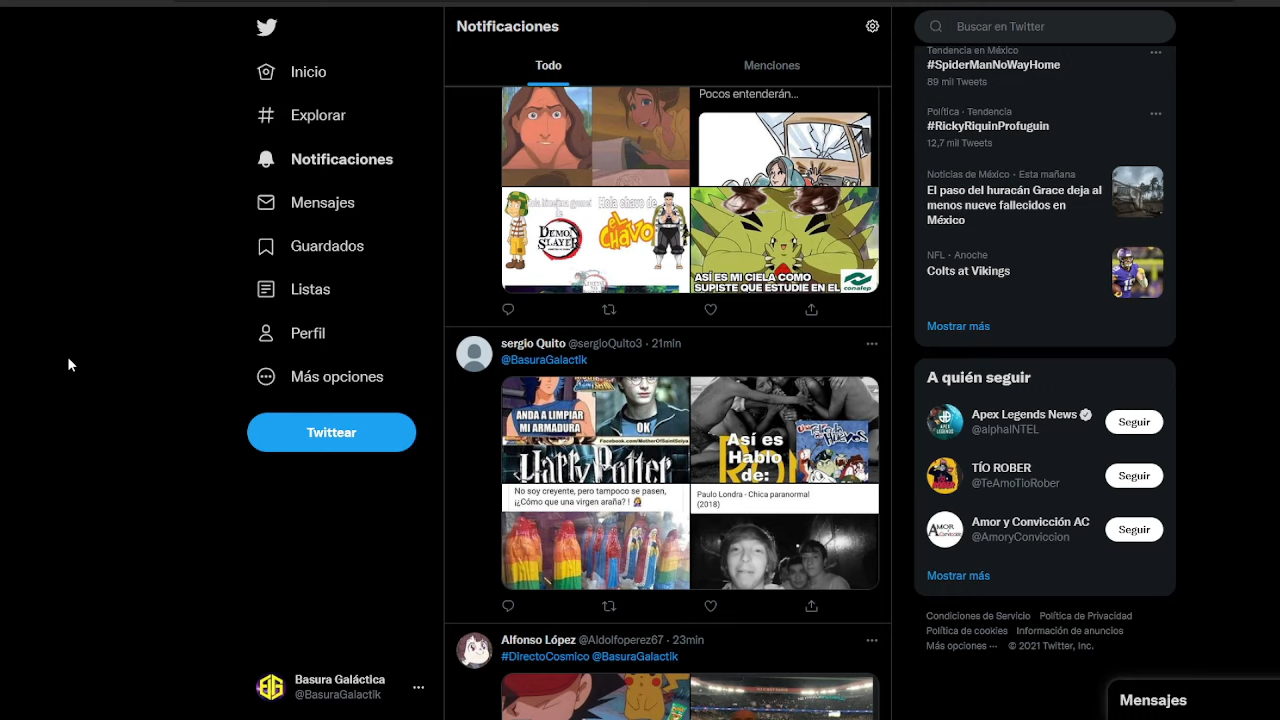 Inicio
Explorar
Notificaciones
Mensajes
Guardados
Listas
Perfil
Más opciones
Twittear
Basura Galáctica
@BasuraGalactik
Notificaciones
Todo
Menciones
Pocos entenderán...
Hola chavo de
DEMON SLAYER
EL CHAVO
ASÍ ES MI CIELA COMO
SUPISTE QUE ESTUDIE EN EL
conalep
sergio Quito @sergioQuito3 · 21min
@BasuraGalactik
ANDA A LIMPIAR
MI ARMADURA
OK
Facebook.com/MotherOfSaintSeiya
Harry Potter
Así es
Hablo
de:
No soy creyente, pero tampoco se pasen,
¡¿Cómo que una virgen araña?! 🤦
Paulo Londra - Chica paranormal
(2018)
Alfonso López @Aldolfoperez67 · 23min
#DirectoCosmico @BasuraGalactik
Buscar en Twitter
Tendencia en México
#SpiderManNoWayHome
89 mil Tweets
Política · Tendencia
#RickyRiquinProfuguin
12,7 mil Tweets
Noticias de México · Esta mañana
El paso del huracán Grace deja al
menos nueve fallecidos en
México
NFL · Anoche
Colts at Vikings
Mostrar más
A quién seguir
Apex Legends News
@alphaINTEL
Seguir
TÍO ROBER
@TeAmoTioRober
Seguir
Amor y Convicción AC
@AmoryConviccion
Seguir
Mostrar más
Condiciones de Servicio Política de Privacidad
Política de cookies Información de anuncios
Más opciones ··· © 2021 Twitter, Inc.
Mensajes